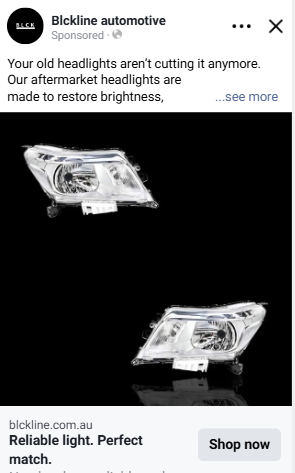 BLCK
Blckline automotive
Sponsored ·
Your old headlights aren't cutting it anymore.
Our aftermarket headlights are
made to restore brightness, ...see more
blckline.com.au
Reliable light. Perfect
match.
Shop now